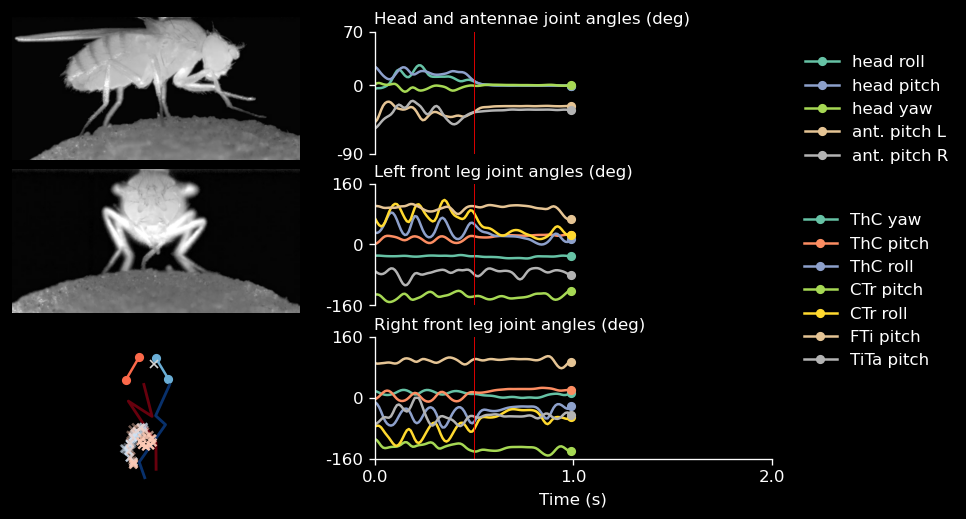 Head and antennae joint angles (deg)
70
0
-90
head roll
head pitch
head yaw
ant. pitch L
ant. pitch R
Left front leg joint angles (deg)
160
0
-160
ThC yaw
ThC pitch
ThC roll
CTr pitch
CTr roll
FTi pitch
TiTa pitch
Right front leg joint angles (deg)
160
0
-160
0.0
1.0
2.0
Time (s)